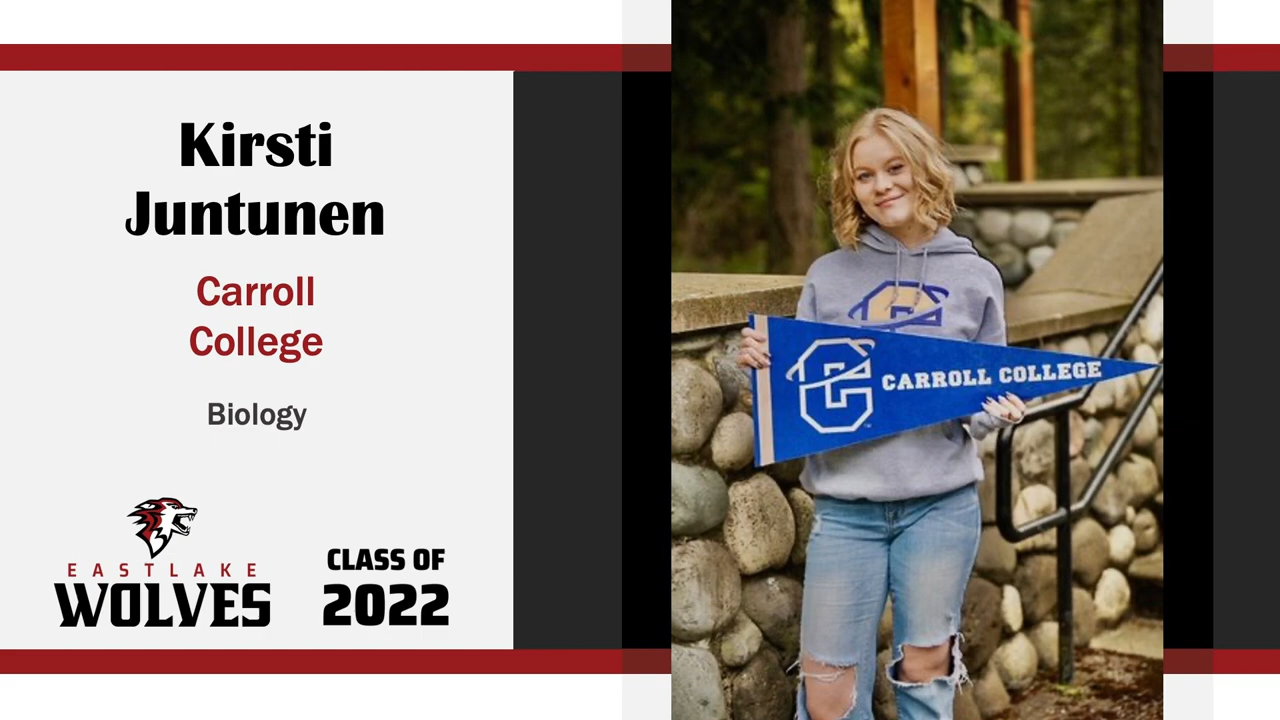 Kirsti
Juntunen
Carroll
College
Biology
EASTLAKE
WOLVES
CLASS OF
2022
CARROLL COLLEGE